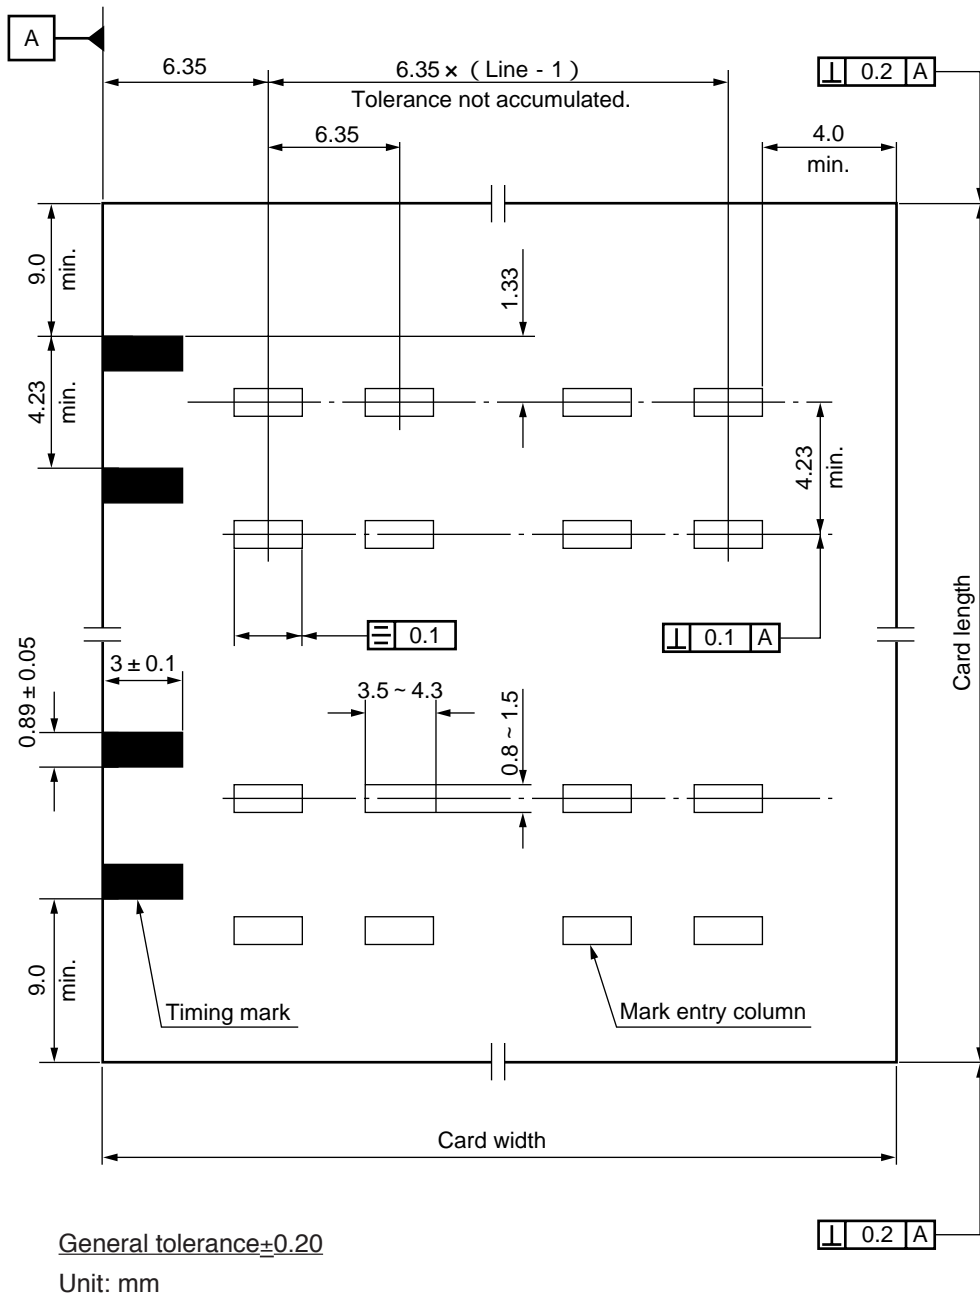 A
6.35
6.35 × ( Line - 1 )
Tolerance not accumulated.
⊥ 0.2 A
6.35
4.0
min.
9.0
min.
1.33
4.23
min.
4.23
min.
⌯ 0.1
⊥ 0.1 A
Card length
0.89 ± 0.05
3 ± 0.1
3.5 ~ 4.3
0.8 ~ 1.5
9.0
min.
Timing mark
Mark entry column
Card width
⊥ 0.2 A
General tolerance±0.20
Unit: mm